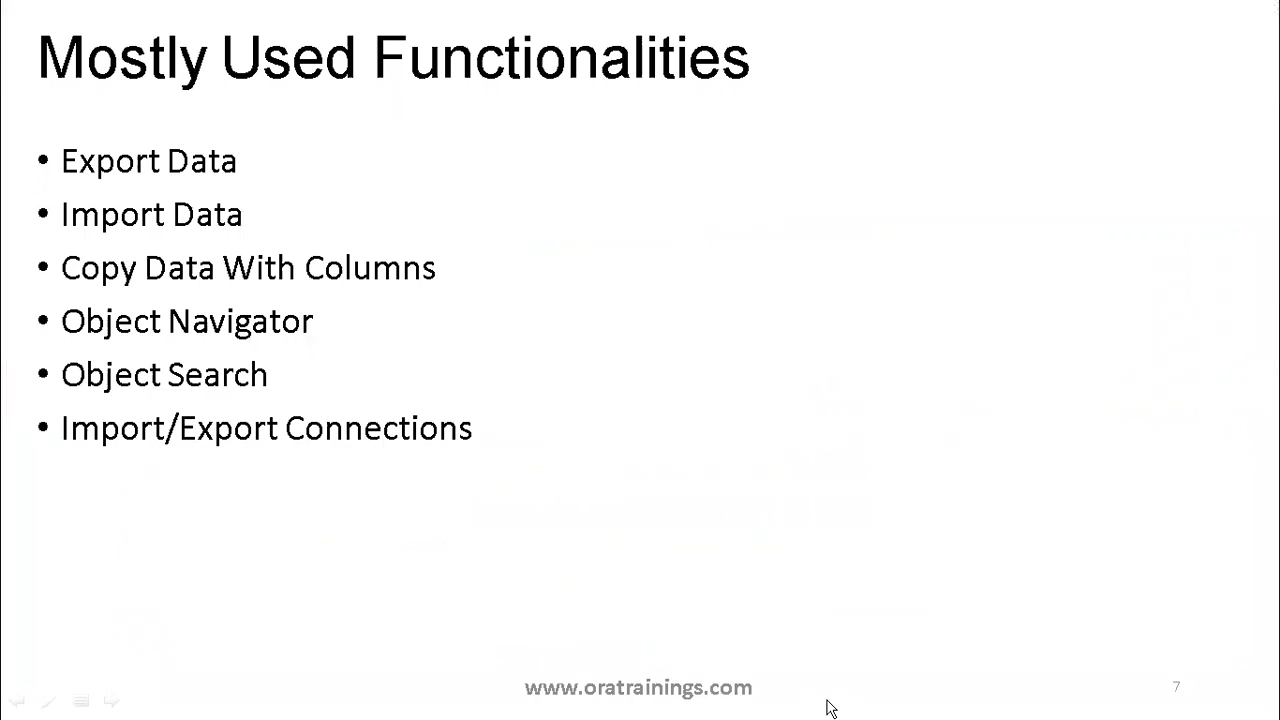 Mostly Used Functionalities
• Export Data
• Import Data
• Copy Data With Columns
• Object Navigator
• Object Search
• Import/Export Connections
www.oratrainings.com
7